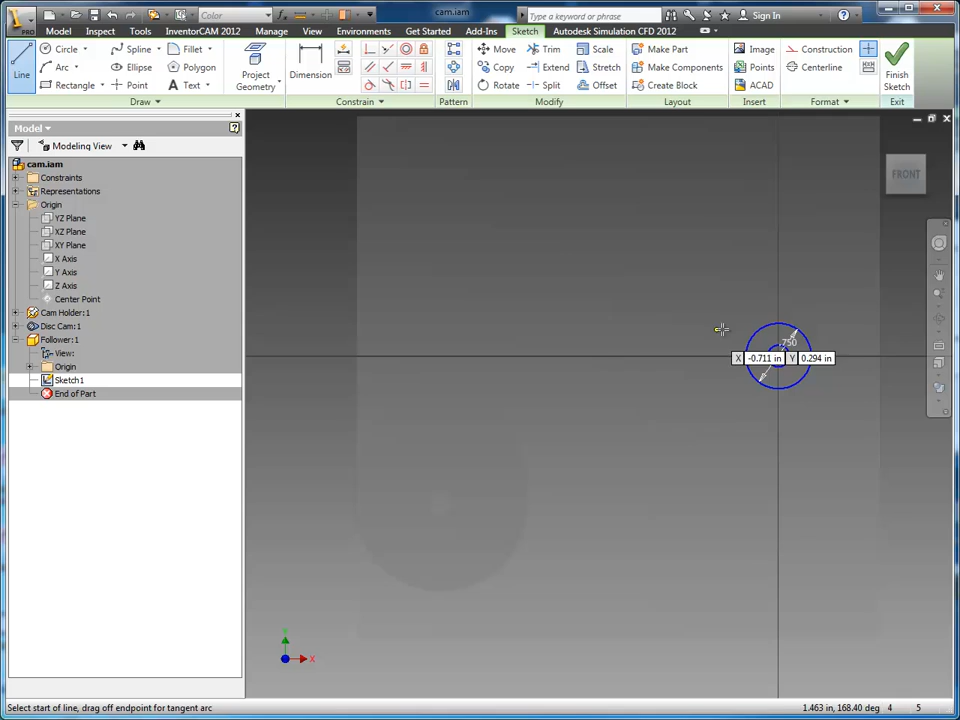 cam.iam
Color
Type a keyword or phrase
Sign In
PRO
Model Inspect Tools InventorCAM 2012 Manage View Environments Get Started Add-Ins Sketch Autodesk Simulation CFD 2012
Line
Circle Spline Fillet
Arc Ellipse Polygon
Rectangle Point Text
Draw
Project Geometry
Dimension
Constrain
Pattern
Move Trim Scale
Copy Extend Stretch
Rotate Split Offset
Modify
Make Part
Make Components
Create Block
Layout
Image
Points
ACAD
Insert
Construction
Centerline
Format
Finish Sketch
Exit
Model
Modeling View
cam.iam
Constraints
Representations
Origin
YZ Plane
XZ Plane
XY Plane
X Axis
Y Axis
Z Axis
Center Point
Cam Holder:1
Disc Cam:1
Follower:1
View:
Origin
Sketch1
End of Part
FRONT
.750
X -0.711 in Y 0.294 in
X
Select start of line, drag off endpoint for tangent arc
1.463 in, 168.40 deg 4 5